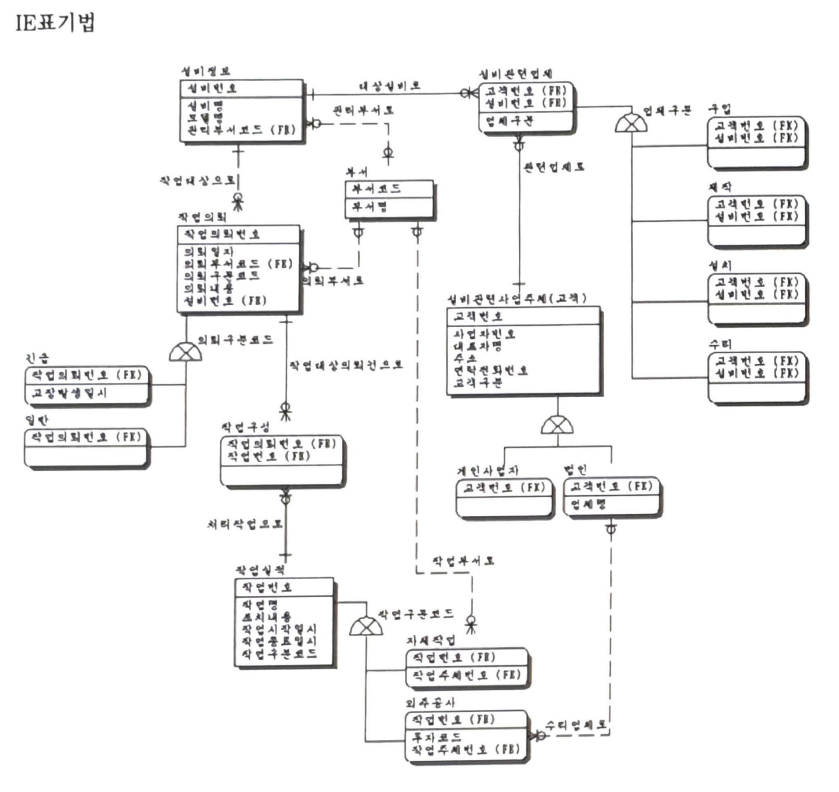 IE표기법
설비정보
설비번호
설비명
모델명
관리부서코드 (FK)
대상설비로
설비관련업체
고객번호 (FK)
설비번호 (FK)
업체구분
업체구분
구입
고객번호 (FK)
설비번호 (FK)
관리부서로
관련업체로
제작
고객번호 (FK)
설비번호 (FK)
작업대상으로
부서
부서코드
부서명
작업의뢰
작업의뢰번호
의뢰일자
의뢰부서코드 (FK)
의뢰구분코드
의뢰내용
설비번호 (FK)
의뢰부서로
설치
고객번호 (FK)
설비번호 (FK)
설비관련사업주체(고객)
고객번호
사업자번호
대표자명
주소
연락전화번호
고객구분
의뢰구분코드
작업대상의뢰건으로
수리
고객번호 (FK)
설비번호 (FK)
긴급
작업의뢰번호 (FK)
고장발생일시
일반
작업의뢰번호 (FK)
작업구성
작업의뢰번호 (FK)
작업번호 (FK)
개인사업자
고객번호 (FK)
법인
고객번호 (FK)
업체명
처리작업으로
작업부서로
작업실적
작업번호
작업명
조치내용
작업시작일시
작업종료일시
작업구분코드
작업구분코드
자체작업
작업번호 (FK)
작업주체번호 (FK)
외주공사
작업번호 (FK)
투자코드
작업주체번호 (FK)
수리업체로